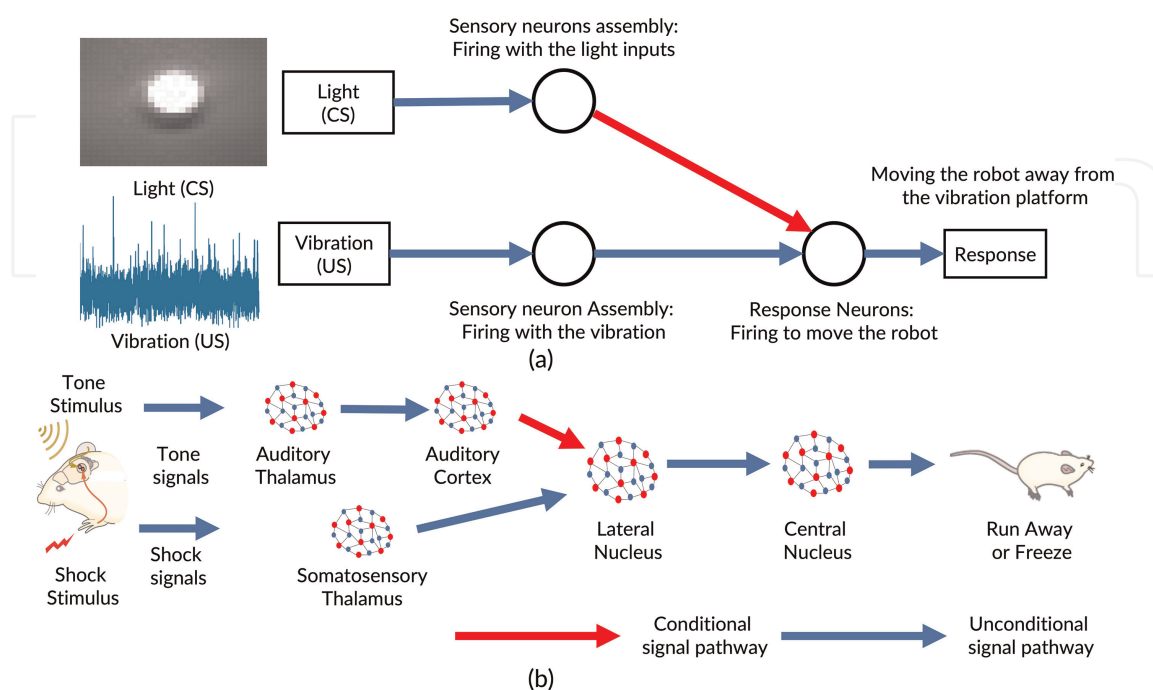 Sensory neurons assembly:
Firing with the light inputs
Light
(CS)
Light (CS)
Moving the robot away from
the vibration platform
Vibration
(US)
Response
Sensory neuron Assembly:
Firing with the vibration
Response Neurons:
Firing to move the robot
Vibration (US)
(a)
Tone
Stimulus
Tone
signals
Auditory
Thalamus
Auditory
Cortex
Lateral
Nucleus
Central
Nucleus
Run Away
or Freeze
Shock
Stimulus
Shock
signals
Somatosensory
Thalamus
Conditional
signal pathway
Unconditional
signal pathway
(b)